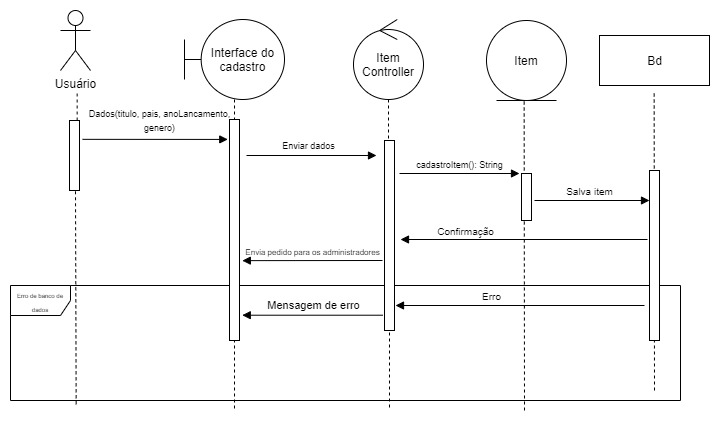 Usuário
Interface do
cadastro
Item
Controller
Item
Bd
Dados(titulo, pais, anoLancamento,
genero)
Enviar dados
cadastroItem(): String
Salva item
Confirmação
Envia pedido para os administradores
Erro de banco de
dados
Erro
Mensagem de erro